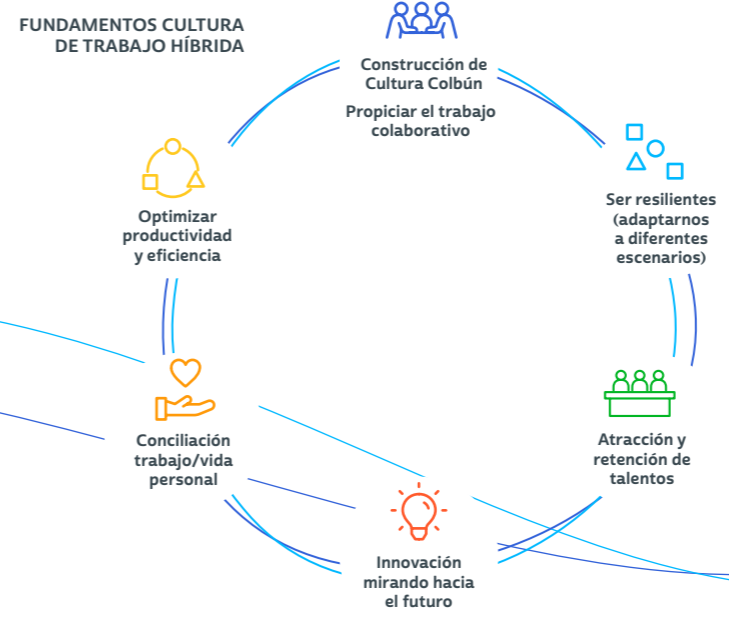 FUNDAMENTOS CULTURA
DE TRABAJO HÍBRIDA
Construcción de
Cultura Colbún
Propiciar el trabajo
colaborativo
Ser resilientes
(adaptarnos
a diferentes
escenarios)
Atracción y
retención de
talentos
Innovación
mirando hacia
el futuro
Conciliación
trabajo/vida
personal
Optimizar
productividad
y eficiencia